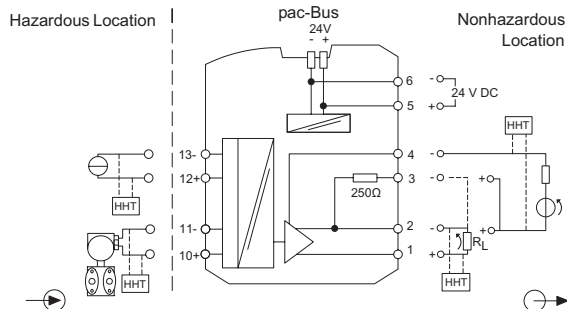 Hazardous Location
pac-Bus
Nonhazardous
Location
24V
- +
6 -
24 V DC
5 +
HHT
13-
4 -
12+
3 - +
250Ω
HHT
11-
2 - +
R_L
10+
1 +
HHT
HHT